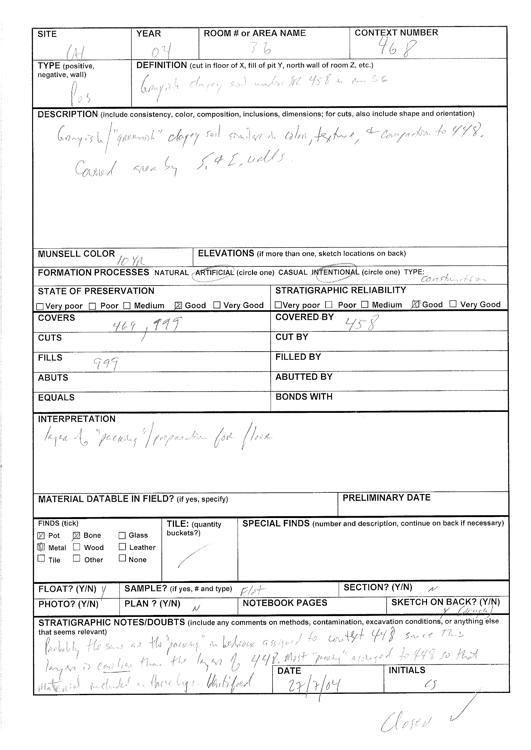 SITE YEAR ROOM # or AREA NAME CONTEXT NUMBER
04 36 468
TYPE (positive, negative, wall) DEFINITION (cut in floor of X, fill of pit Y, north wall of room Z, etc.)
Pos Grayish clayey soil under 458 in rm 36
DESCRIPTION (include consistency, color, composition, inclusions, dimensions; for cuts, also include shape and orientation)
Grayish/"greenish" clayey soil similar in color, texture, & composition to 448.
Covered area by S. & E. walls.
MUNSELL COLOR 10 YR ELEVATIONS (if more than one, sketch locations on back)
FORMATION PROCESSES NATURAL ARTIFICIAL (circle one) CASUAL INTENTIONAL (circle one) TYPE: construction
STATE OF PRESERVATION STRATIGRAPHIC RELIABILITY
Very poor Poor Medium Good Very Good Very poor Poor Medium Good Very Good
COVERS 469, 999 COVERED BY 458
CUTS CUT BY
FILLS 999 FILLED BY
ABUTS ABUTTED BY
EQUALS BONDS WITH
INTERPRETATION
layer of "packing"/preparation for floor
MATERIAL DATABLE IN FIELD? (if yes, specify) PRELIMINARY DATE
FINDS (tick) TILE: (quantity buckets?) SPECIAL FINDS (number and description, continue on back if necessary)
Pot Bone Glass
Metal Wood Leather
Tile Other None
FLOAT? (Y/N) Y SAMPLE? (if yes, # and type) Flot SECTION? (Y/N) N
PHOTO? (Y/N) PLAN ? (Y/N) N NOTEBOOK PAGES SKETCH ON BACK? (Y/N)
Y
STRATIGRAPHIC NOTES/DOUBTS (include any comments on methods, contamination, excavation conditions, or anything else that seems relevant)
Probably the same as the "packing" in assigned to context 448 since this
layer is earlier than the layers of 448. Most "packing" assigned to 448 so that
material included in
DATE INITIALS
27/7/04 CS
Closed ✓